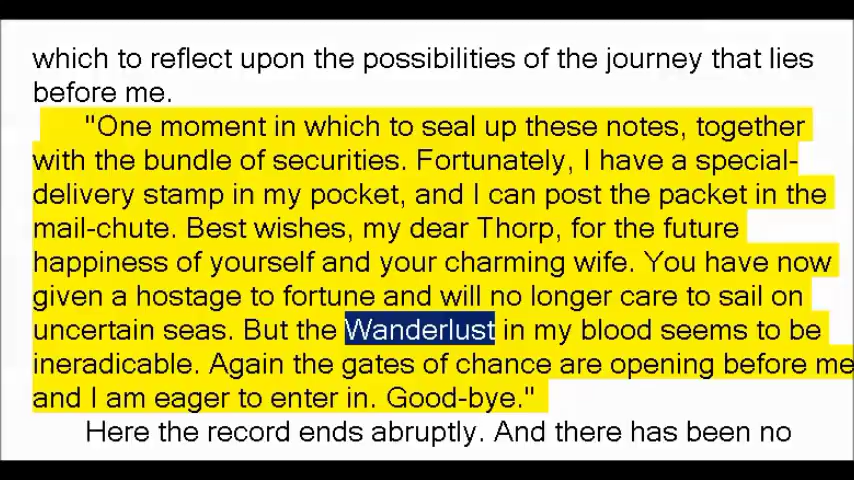 which to reflect upon the possibilities of the journey that lies
before me.
"One moment in which to seal up these notes, together
with the bundle of securities. Fortunately, I have a special-
delivery stamp in my pocket, and I can post the packet in the
mail-chute. Best wishes, my dear Thorp, for the future
happiness of yourself and your charming wife. You have now
given a hostage to fortune and will no longer care to sail on
uncertain seas. But the Wanderlust in my blood seems to be
ineradicable. Again the gates of chance are opening before me
and I am eager to enter in. Good-bye."
Here the record ends abruptly. And there has been no